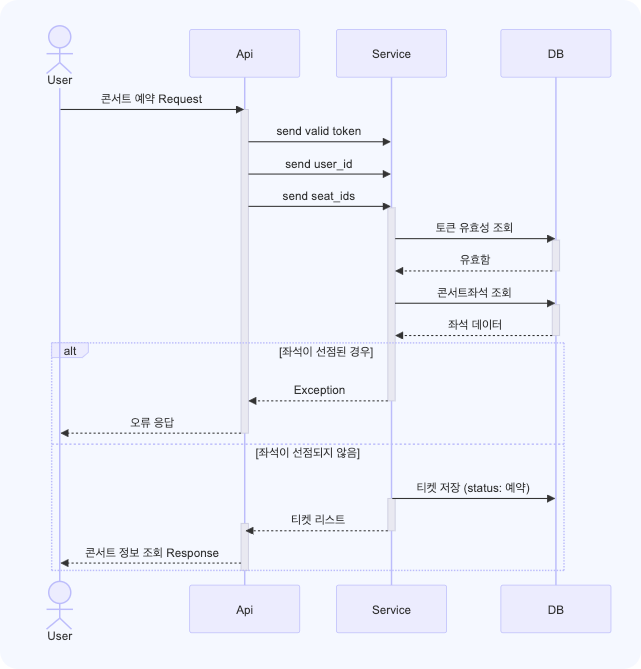 User
Api
Service
DB
콘서트 예약 Request
send valid token
send user_id
send seat_ids
토큰 유효성 조회
유효함
콘서트좌석 조회
좌석 데이터
alt
[좌석이 선점된 경우]
Exception
오류 응답
[좌석이 선점되지 않음]
티켓 저장 (status: 예약)
티켓 리스트
콘서트 정보 조회 Response
User
Api
Service
DB